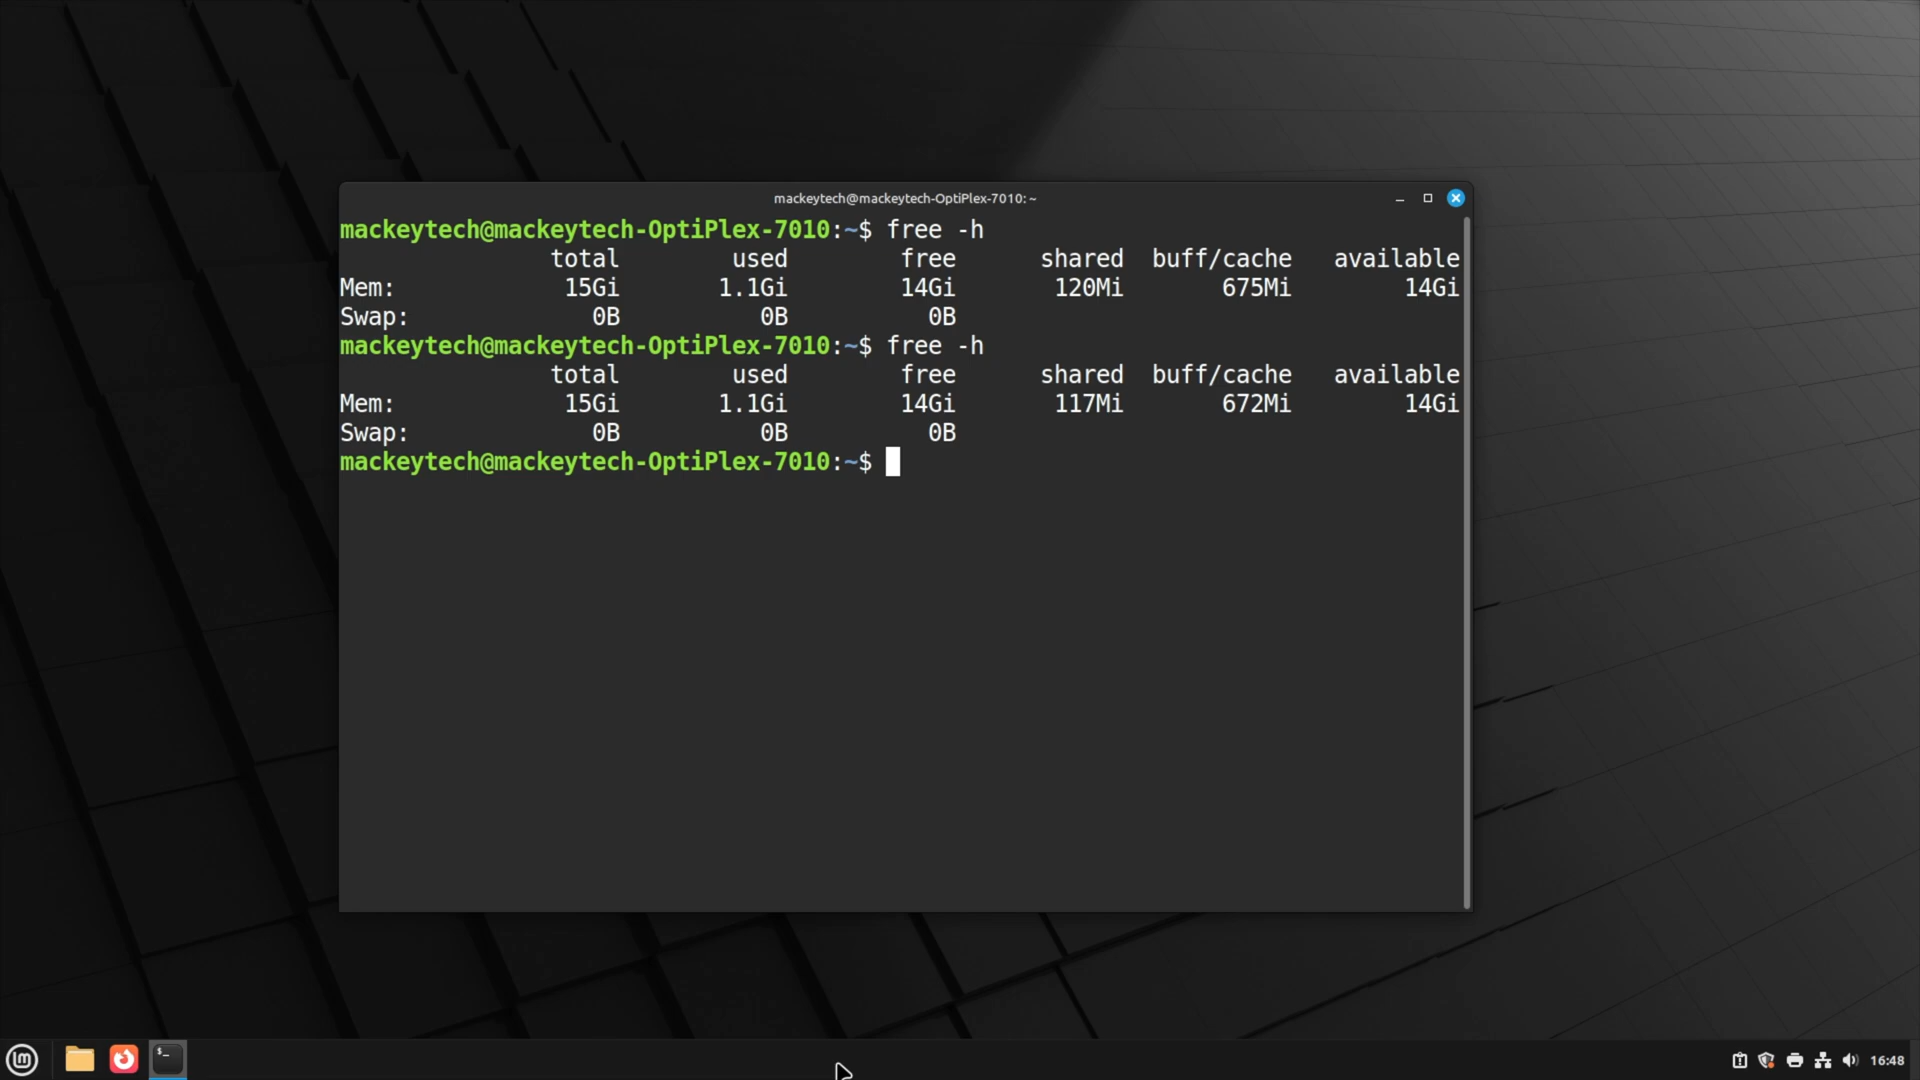 mackeytech@mackeytech-OptiPlex-7010: ~
mackeytech@mackeytech-OptiPlex-7010:~$ free -h
total used free shared buff/cache available
Mem: 15Gi 1.1Gi 14Gi 120Mi 675Mi 14Gi
Swap: 0B 0B 0B
mackeytech@mackeytech-OptiPlex-7010:~$ free -h
total used free shared buff/cache available
Mem: 15Gi 1.1Gi 14Gi 117Mi 672Mi 14Gi
Swap: 0B 0B 0B
mackeytech@mackeytech-OptiPlex-7010:~$
16:48